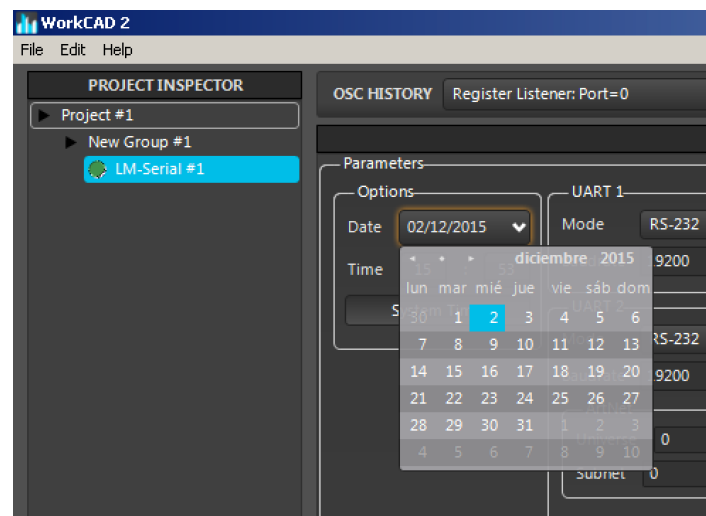 WorkCAD 2
File Edit Help
PROJECT INSPECTOR
Project #1
New Group #1
LM-Serial #1
OSC HISTORY Register Listener: Port=0
Parameters
Options
Date 02/12/2015
Time 15 : 53
diciembre 2015
lun mar mié jue vie sáb dom
30 1 2 3 4 5 6
7 8 9 10 11 12 13
14 15 16 17 18 19 20
21 22 23 24 25 26 27
28 29 30 31 1 2 3
4 5 6 7 8 9 10
UART 1
Mode RS-232
19200
UART 2
RS-232
19200
0
Subnet 0